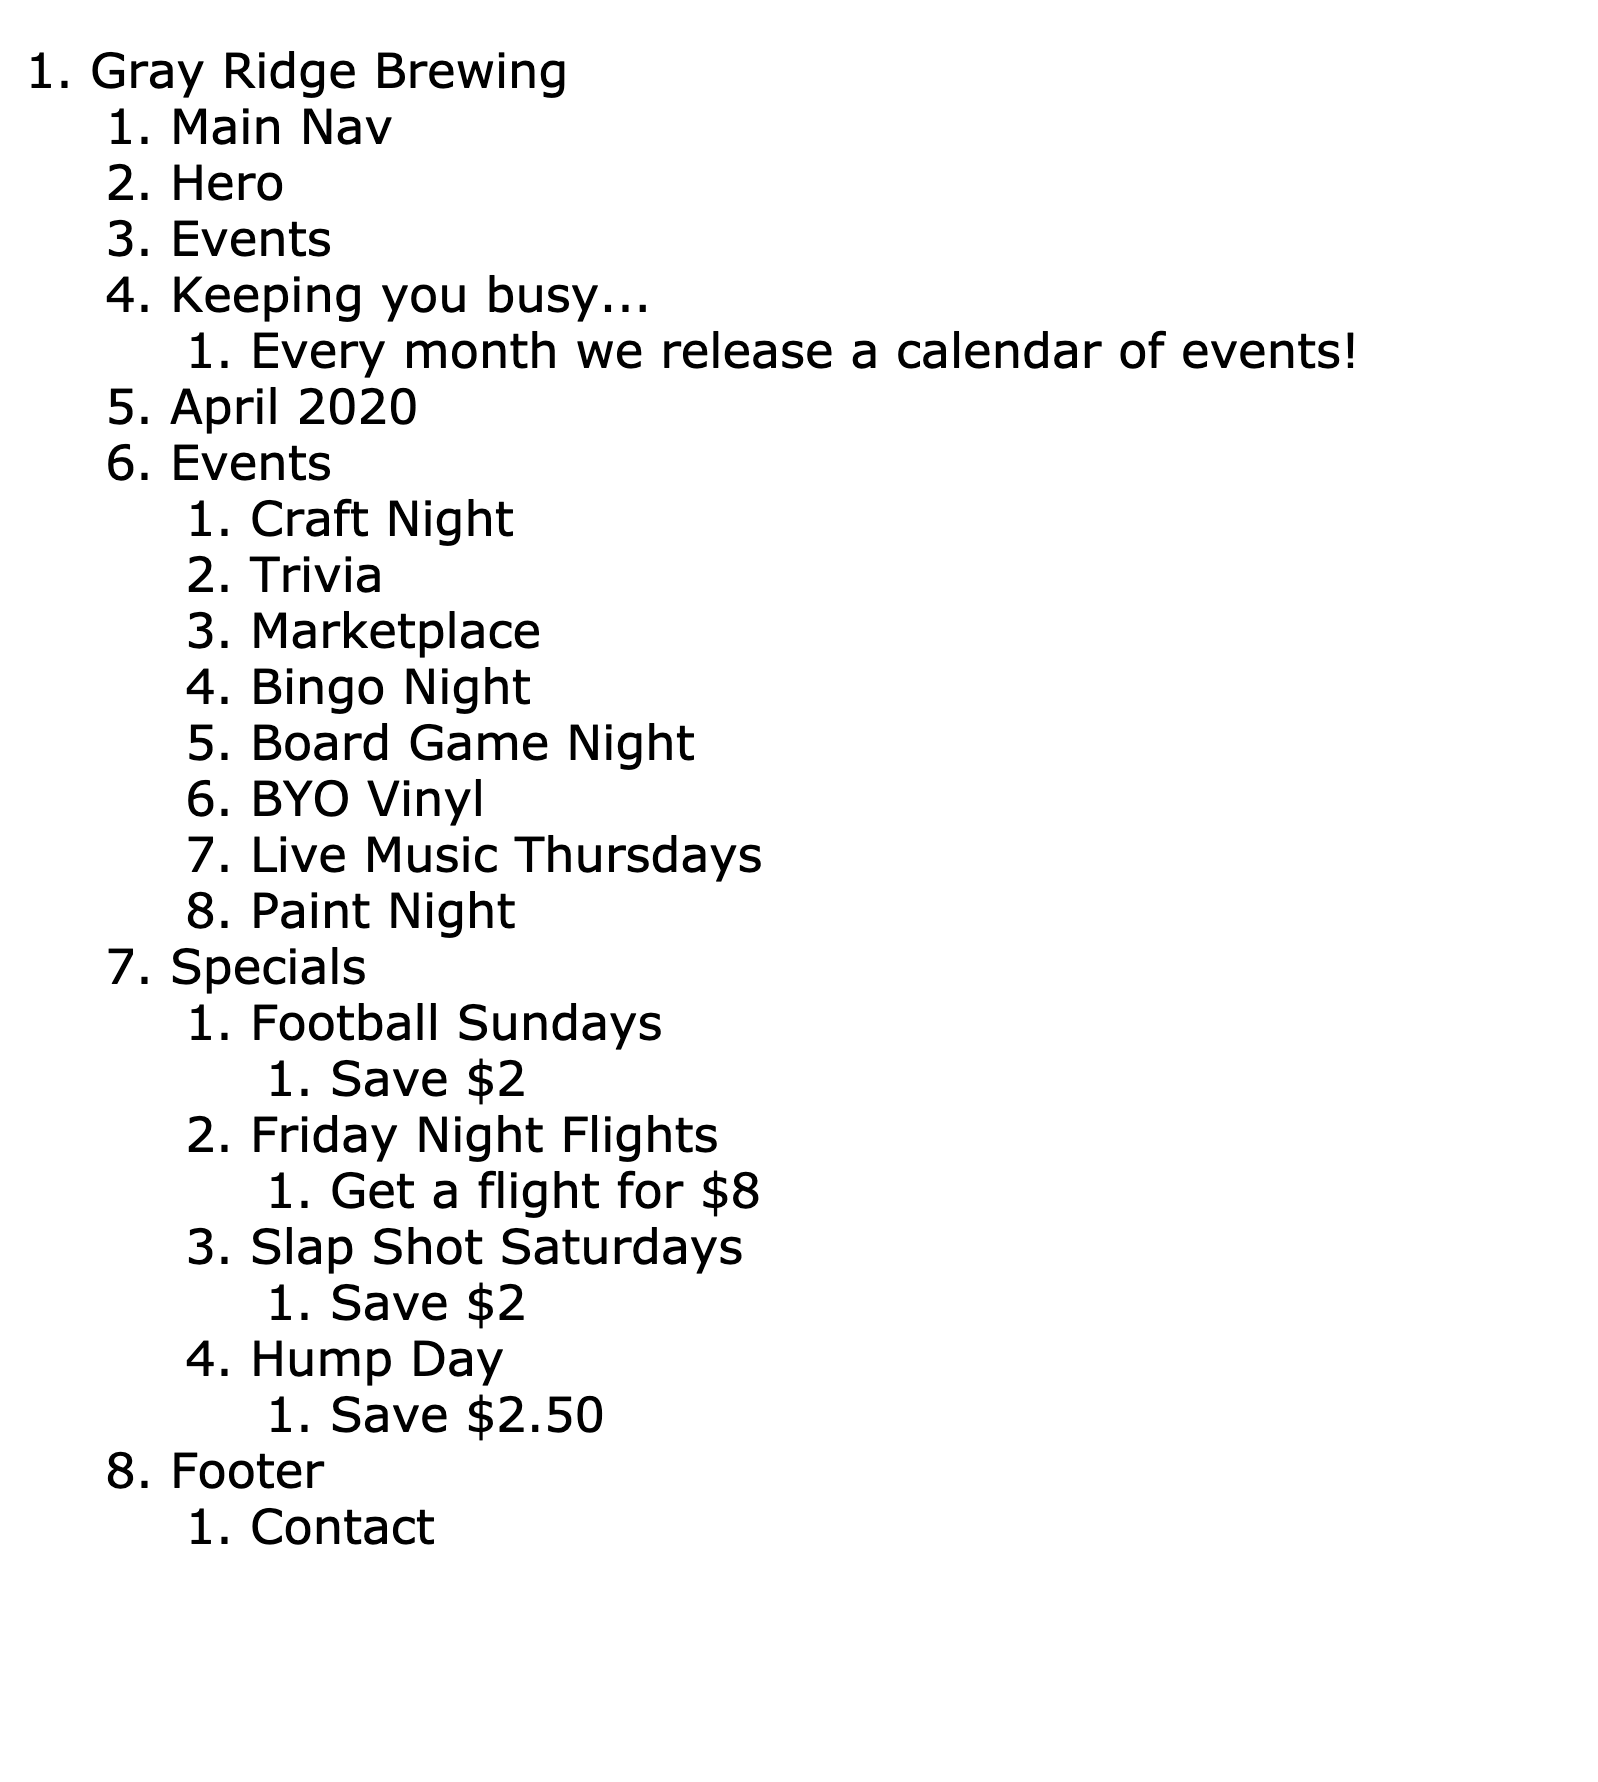 1. Gray Ridge Brewing
1. Main Nav
2. Hero
3. Events
4. Keeping you busy...
1. Every month we release a calendar of events!
5. April 2020
6. Events
1. Craft Night
2. Trivia
3. Marketplace
4. Bingo Night
5. Board Game Night
6. BYO Vinyl
7. Live Music Thursdays
8. Paint Night
7. Specials
1. Football Sundays
1. Save $2
2. Friday Night Flights
1. Get a flight for $8
3. Slap Shot Saturdays
1. Save $2
4. Hump Day
1. Save $2.50
8. Footer
1. Contact